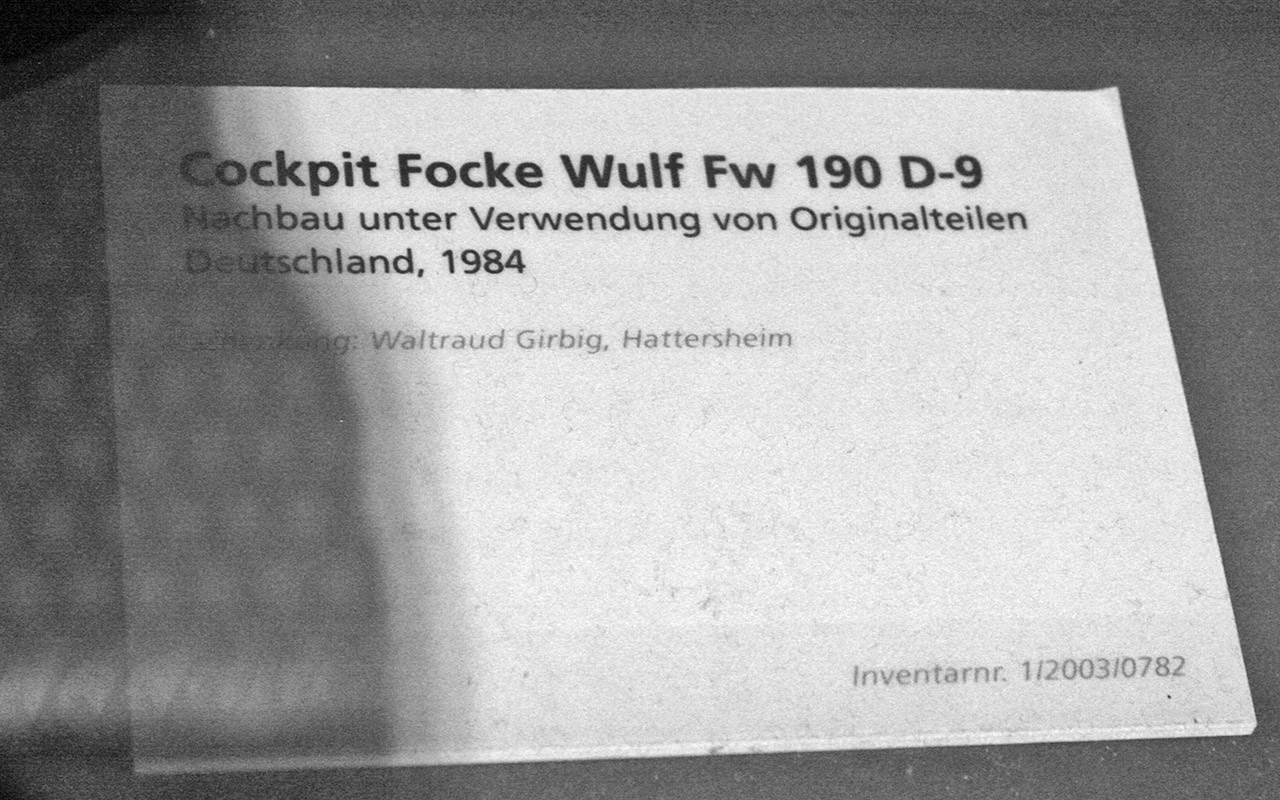 Cockpit Focke Wulf Fw 190 D-9
Nachbau unter Verwendung von Originalteilen
Deutschland, 1984
Schenkung: Waltraud Girbig, Hattersheim
Inventarnr. 1/2003/0782